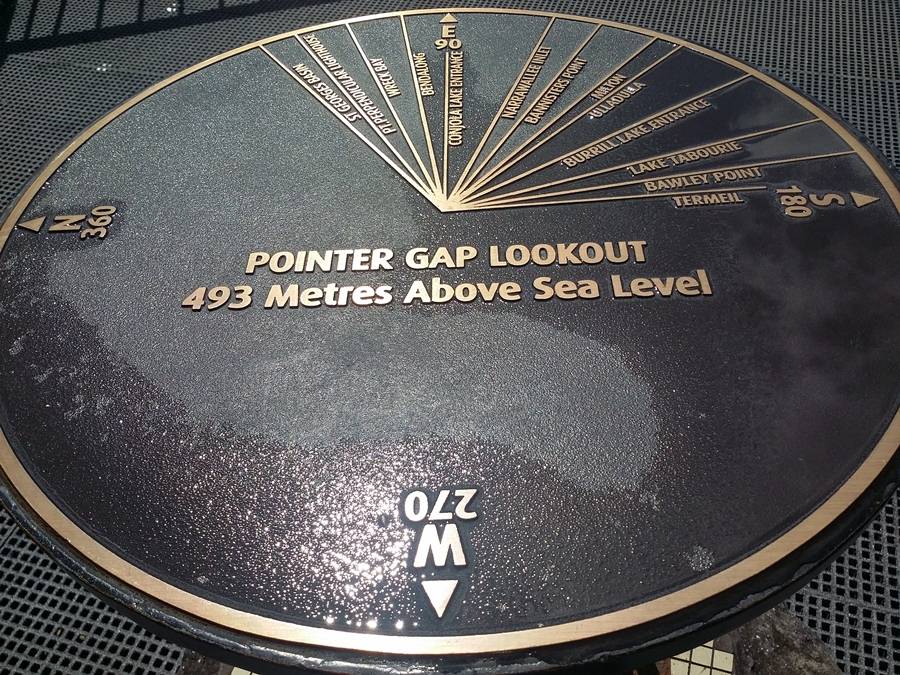 E
90
ST GEORGES BASIN
PT PERPENDICULAR LIGHTHOUSE
WRECK BAY
BENDALONG
CONJOLA LAKE ENTRANCE
NARRAWALLEE INLET
BANNISTERS POINT
MILTON
ULLADULLA
BURRILL LAKE ENTRANCE
LAKE TABOURIE
BAWLEY POINT
TERMEIL
S
180
N
360
POINTER GAP LOOKOUT
493 Metres Above Sea Level
270
W